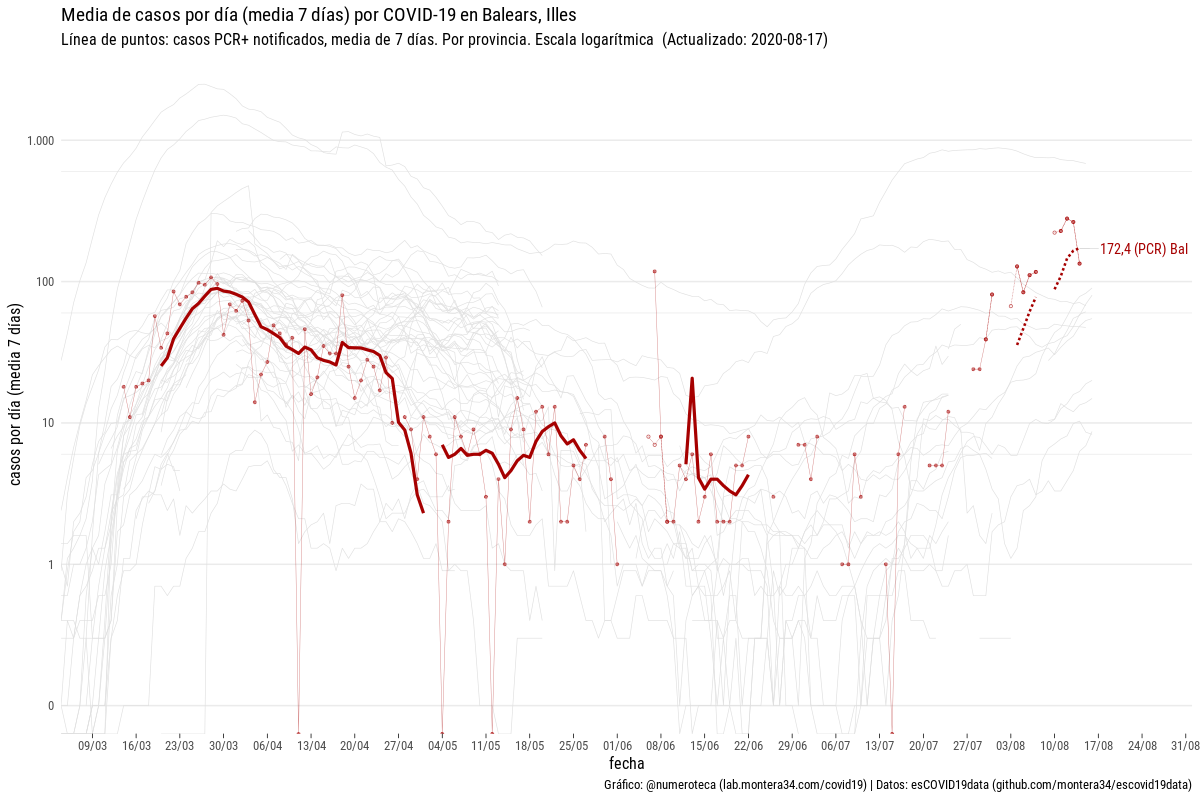 Media de casos por día (media 7 días) por COVID-19 en Balears, Illes
Línea de puntos: casos PCR+ notificados, media de 7 días. Por provincia. Escala logarítmica  (Actualizado: 2020-08-17)
casos por día (media 7 días)
1.000
100
10
1
0
172,4 (PCR) Bal
09/03 16/03 23/03 30/03 06/04 13/04 20/04 27/04 04/05 11/05 18/05 25/05 01/06 08/06 15/06 22/06 29/06 06/07 13/07 20/07 27/07 03/08 10/08 17/08 24/08 31/08
fecha
Gráfico: @numeroteca (lab.montera34.com/covid19) | Datos: esCOVID19data (github.com/montera34/escovid19data)